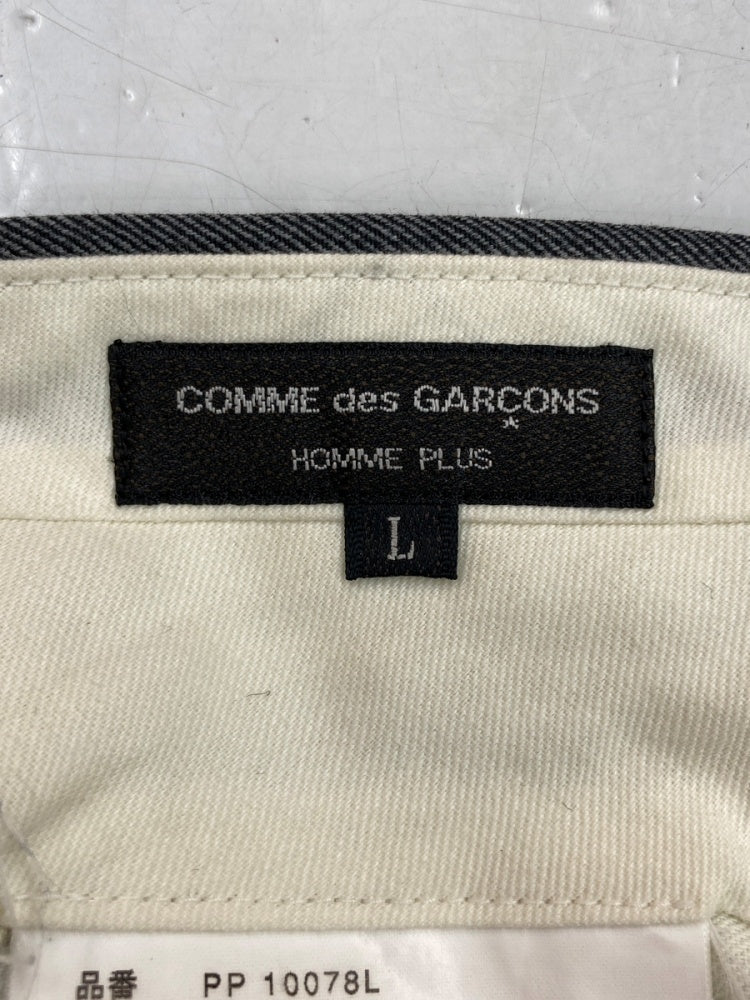 COMME des GARÇONS
HOMME PLUS
L
品番 PP 10078L